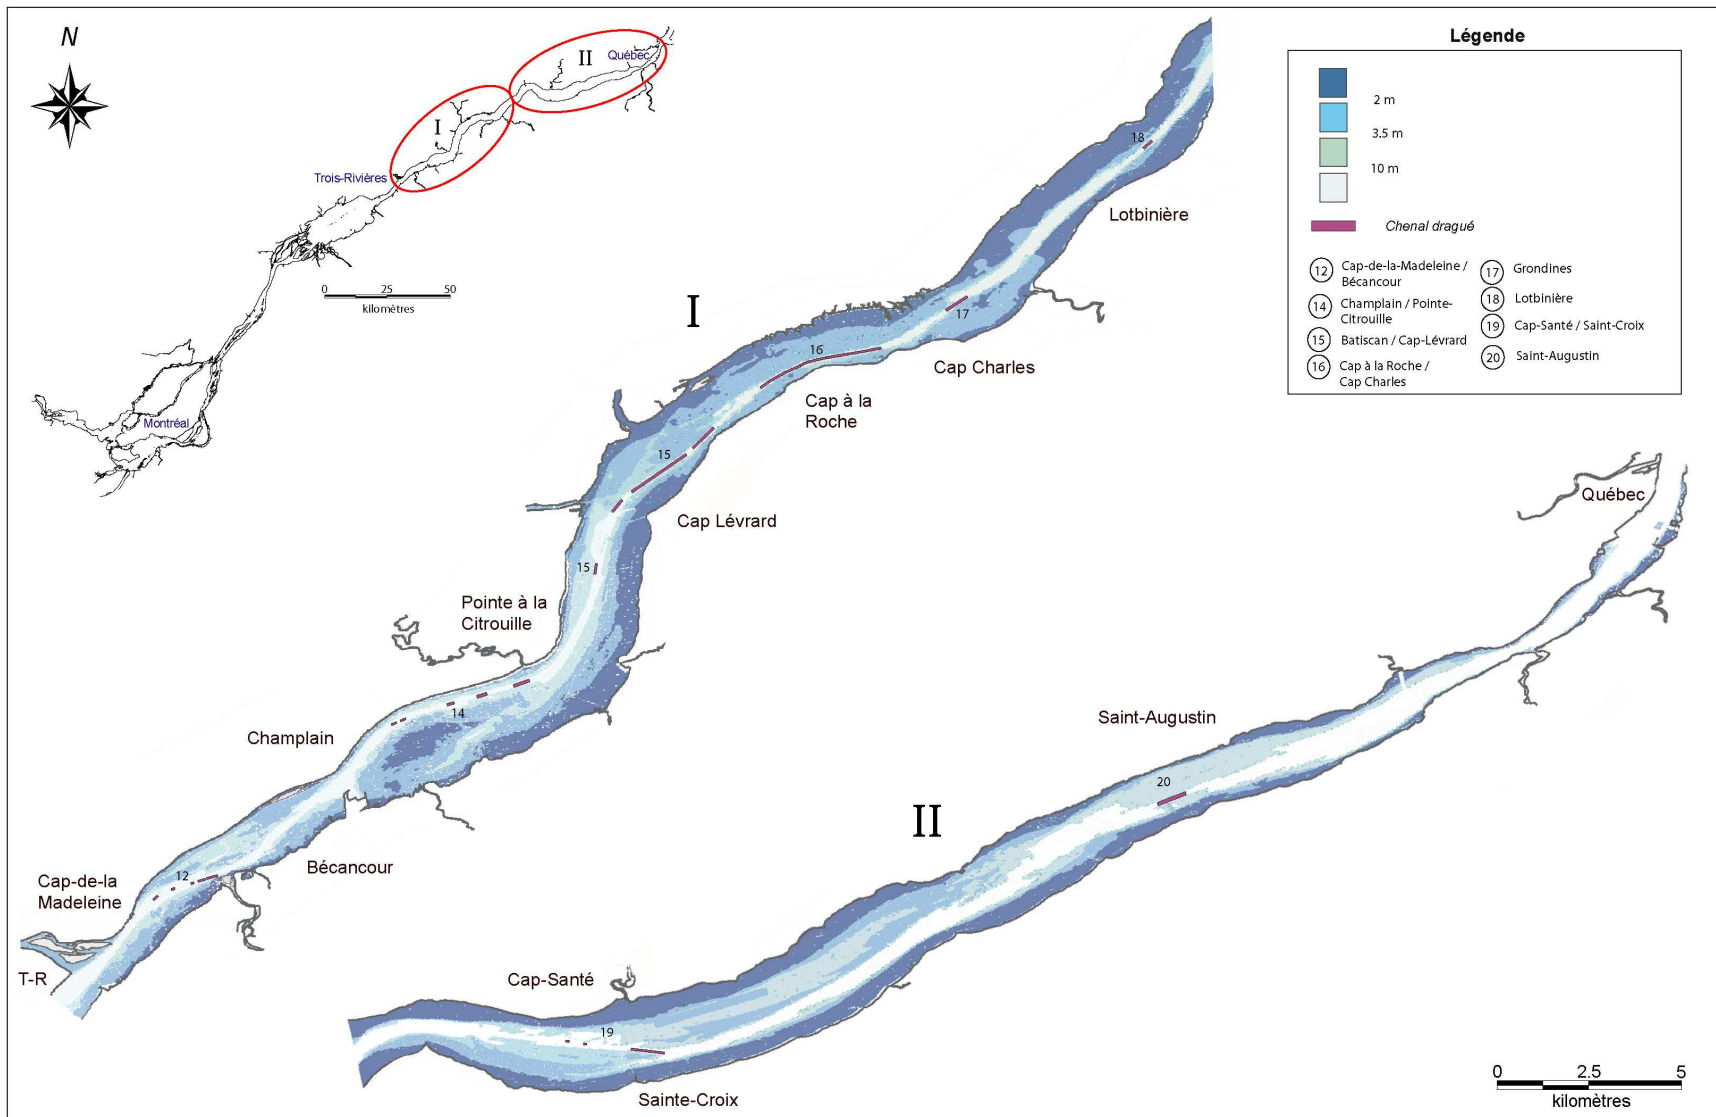 N
Québec
II
I
Trois-Rivières
0 25 50
kilomètres
Montréal
Légende
2 m
3.5 m
10 m
Chenal dragué
12 Cap-de-la-Madeleine /
Bécancour
14 Champlain / Pointe-
Citrouille
15 Batiscan / Cap-Lévrard
16 Cap à la Roche /
Cap Charles
17 Grondines
18 Lotbinière
19 Cap-Santé / Saint-Croix
20 Saint-Augustin
I
18
Lotbinière
17
16
Cap Charles
Cap à la
Roche
15
Cap Lévrard
15
Pointe à la
Citrouille
14
Champlain
Bécancour
12
Cap-de-la
Madeleine
T-R
Québec
Saint-Augustin
20
II
Cap-Santé
19
Sainte-Croix
0 2.5 5
kilomètres